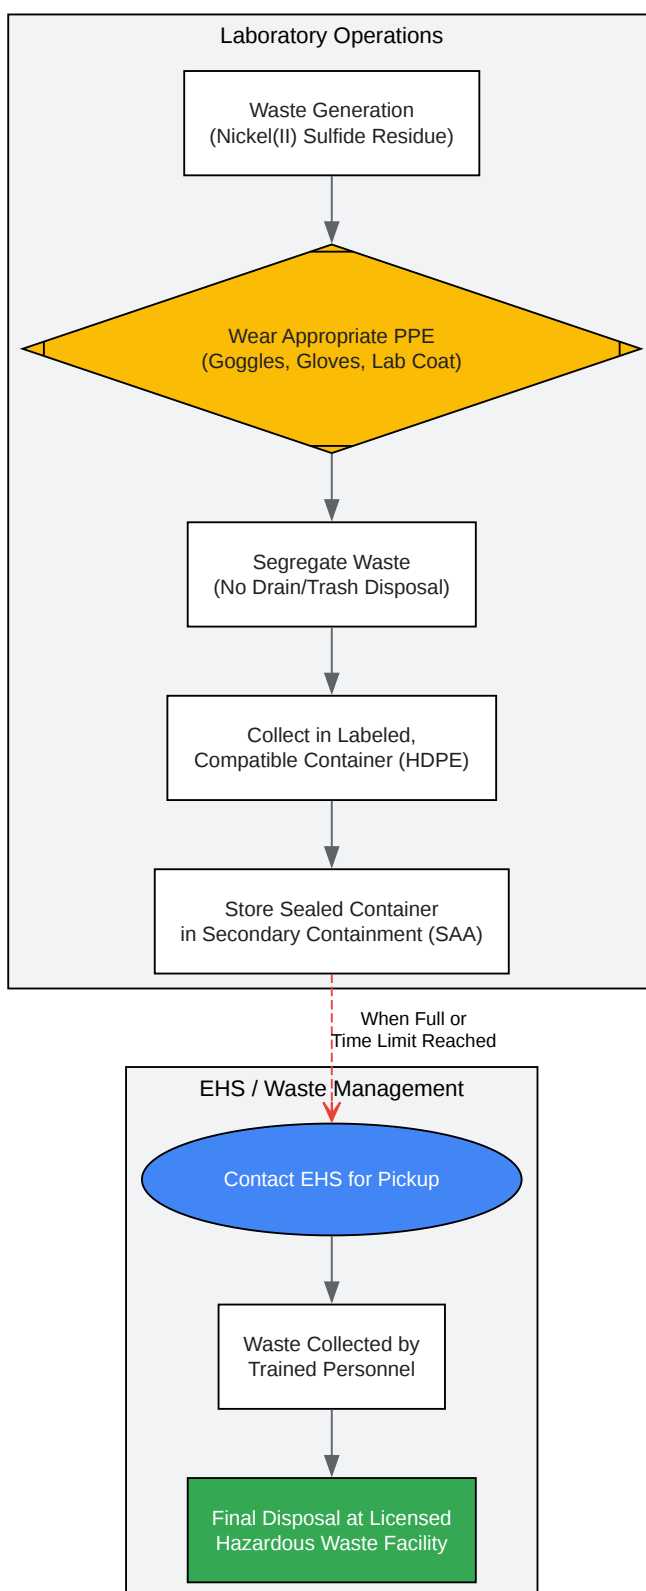 Laboratory Operations
Waste Generation
(Nickel(II) Sulfide Residue)
Wear Appropriate PPE
(Goggles, Gloves, Lab Coat)
Segregate Waste
(No Drain/Trash Disposal)
Collect in Labeled,
Compatible Container (HDPE)
Store Sealed Container
in Secondary Containment (SAA)
When Full or
Time Limit Reached
EHS / Waste Management
Contact EHS for Pickup
Waste Collected by
Trained Personnel
Final Disposal at Licensed
Hazardous Waste Facility